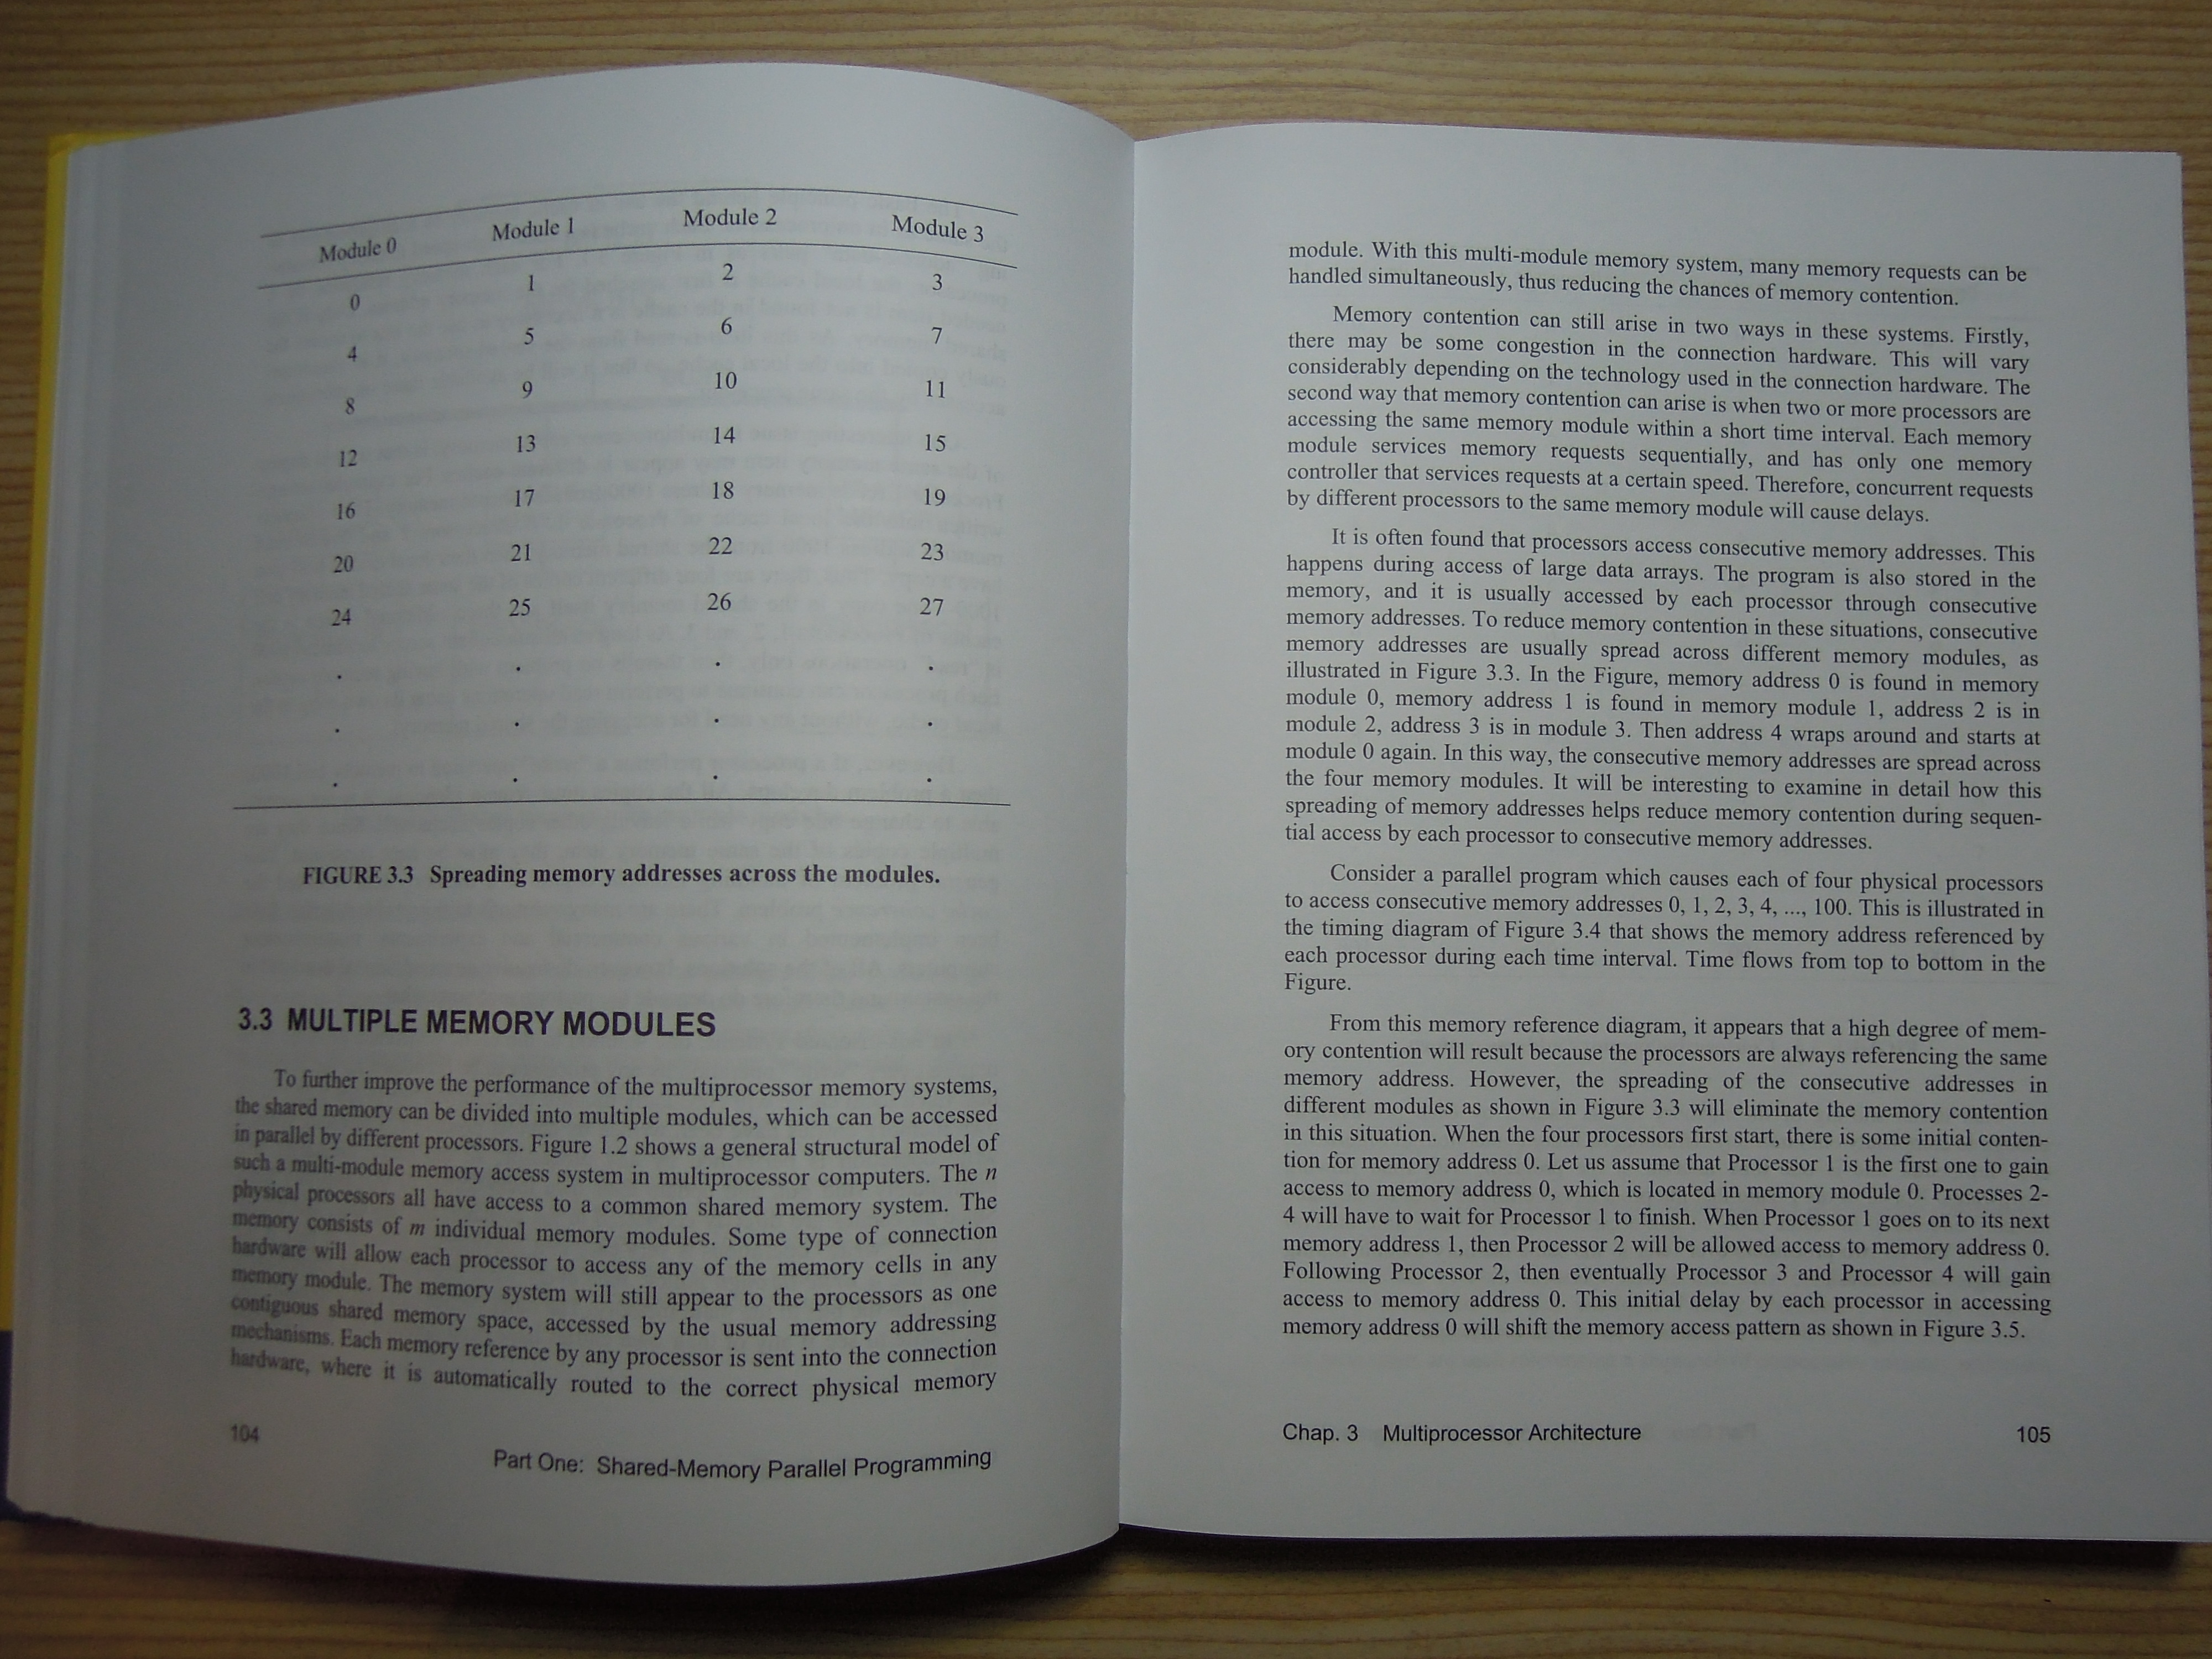 Module 0 Module 1 Module 2 Module 3
0 1 2 3
4 5 6 7
8 9 10 11
12 13 14 15
16 17 18 19
20 21 22 23
24 25 26 27
. . . .
. . . .
. . . .
FIGURE 3.3 Spreading memory addresses across the modules.
3.3 MULTIPLE MEMORY MODULES
To further improve the performance of the multiprocessor memory systems,
the shared memory can be divided into multiple modules, which can be accessed
in parallel by different processors. Figure 1.2 shows a general structural model of
such a multi-module memory access system in multiprocessor computers. The n
physical processors all have access to a common shared memory system. The
memory consists of m individual memory modules. Some type of connection
hardware will allow each processor to access any of the memory cells in any
memory module. The memory system will still appear to the processors as one
contiguous shared memory space, accessed by the usual memory addressing
mechanisms. Each memory reference by any processor is sent into the connection
hardware, where it is automatically routed to the correct physical memory
104
Part One: Shared-Memory Parallel Programming
module. With this multi-module memory system, many memory requests can be
handled simultaneously, thus reducing the chances of memory contention.
Memory contention can still arise in two ways in these systems. Firstly,
there may be some congestion in the connection hardware. This will vary
considerably depending on the technology used in the connection hardware. The
second way that memory contention can arise is when two or more processors are
accessing the same memory module within a short time interval. Each memory
module services memory requests sequentially, and has only one memory
controller that services requests at a certain speed. Therefore, concurrent requests
by different processors to the same memory module will cause delays.
It is often found that processors access consecutive memory addresses. This
happens during access of large data arrays. The program is also stored in the
memory, and it is usually accessed by each processor through consecutive
memory addresses. To reduce memory contention in these situations, consecutive
memory addresses are usually spread across different memory modules, as
illustrated in Figure 3.3. In the Figure, memory address 0 is found in memory
module 0, memory address 1 is found in memory module 1, address 2 is in
module 2, address 3 is in module 3. Then address 4 wraps around and starts at
module 0 again. In this way, the consecutive memory addresses are spread across
the four memory modules. It will be interesting to examine in detail how this
spreading of memory addresses helps reduce memory contention during sequen-
tial access by each processor to consecutive memory addresses.
Consider a parallel program which causes each of four physical processors
to access consecutive memory addresses 0, 1, 2, 3, 4, ..., 100. This is illustrated in
the timing diagram of Figure 3.4 that shows the memory address referenced by
each processor during each time interval. Time flows from top to bottom in the
Figure.
From this memory reference diagram, it appears that a high degree of mem-
ory contention will result because the processors are always referencing the same
memory address. However, the spreading of the consecutive addresses in
different modules as shown in Figure 3.3 will eliminate the memory contention
in this situation. When the four processors first start, there is some initial conten-
tion for memory address 0. Let us assume that Processor 1 is the first one to gain
access to memory address 0, which is located in memory module 0. Processes 2-
4 will have to wait for Processor 1 to finish. When Processor 1 goes on to its next
memory address 1, then Processor 2 will be allowed access to memory address 0.
Following Processor 2, then eventually Processor 3 and Processor 4 will gain
access to memory address 0. This initial delay by each processor in accessing
memory address 0 will shift the memory access pattern as shown in Figure 3.5.
Chap. 3 Multiprocessor Architecture 105